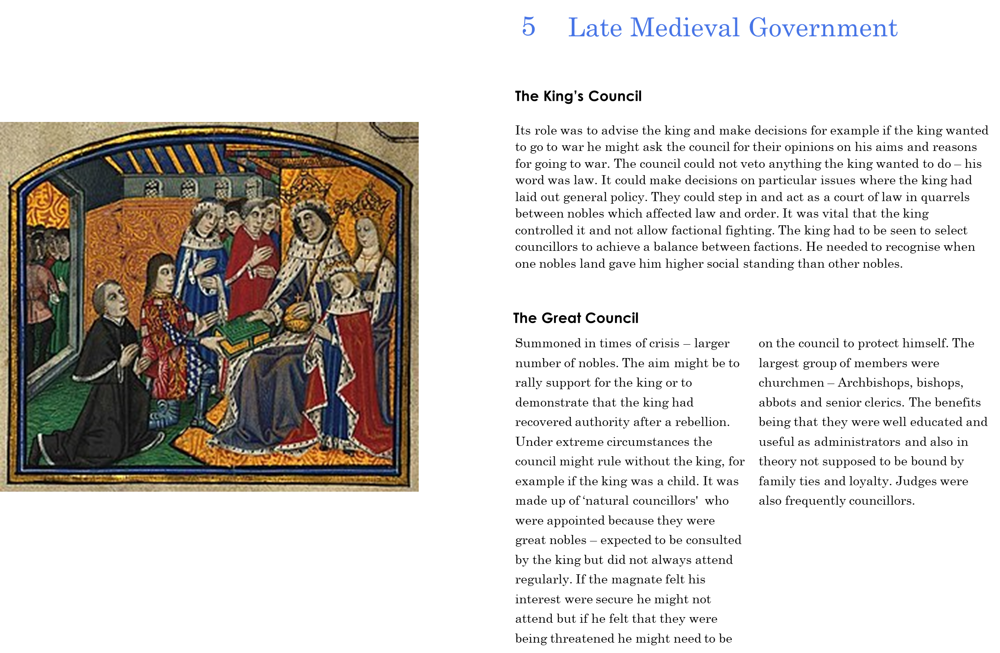 5 Late Medieval Government
The King’s Council
Its role was to advise the king and make decisions for example if the king wanted
to go to war he might ask the council for their opinions on his aims and reasons
for going to war. The council could not veto anything the king wanted to do – his
word was law. It could make decisions on particular issues where the king had
laid out general policy. They could step in and act as a court of law in quarrels
between nobles which affected law and order. It was vital that the king
controlled it and not allow factional fighting. The king had to be seen to select
councillors to achieve a balance between factions. He needed to recognise when
one nobles land gave him higher social standing than other nobles.
The Great Council
Summoned in times of crisis – larger
number of nobles. The aim might be to
rally support for the king or to
demonstrate that the king had
recovered authority after a rebellion.
Under extreme circumstances the
council might rule without the king, for
example if the king was a child. It was
made up of ‘natural councillors' who
were appointed because they were
great nobles – expected to be consulted
by the king but did not always attend
regularly. If the magnate felt his
interest were secure he might not
attend but if he felt that they were
being threatened he might need to be
on the council to protect himself. The
largest group of members were
churchmen – Archbishops, bishops,
abbots and senior clerics. The benefits
being that they were well educated and
useful as administrators and also in
theory not supposed to be bound by
family ties and loyalty. Judges were
also frequently councillors.